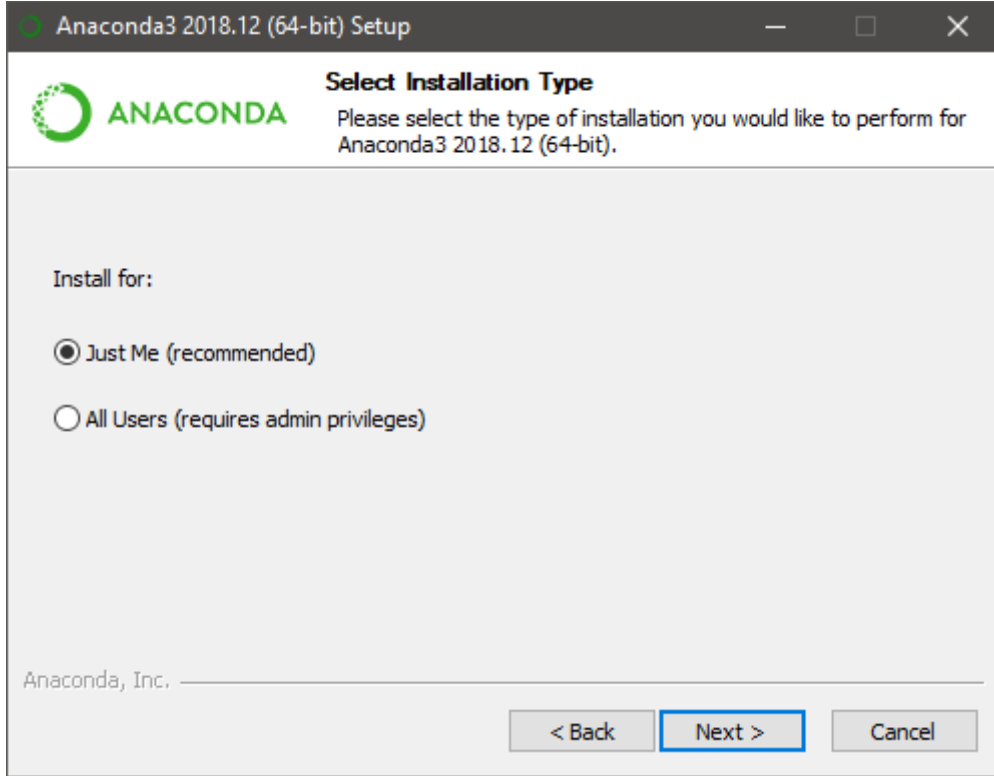 Anaconda3 2018.12 (64-bit) Setup
ANACONDA
Select Installation Type
Please select the type of installation you would like to perform for
Anaconda3 2018.12 (64-bit).
Install for:
Just Me (recommended)
All Users (requires admin privileges)
Anaconda, Inc.
< Back
Next >
Cancel